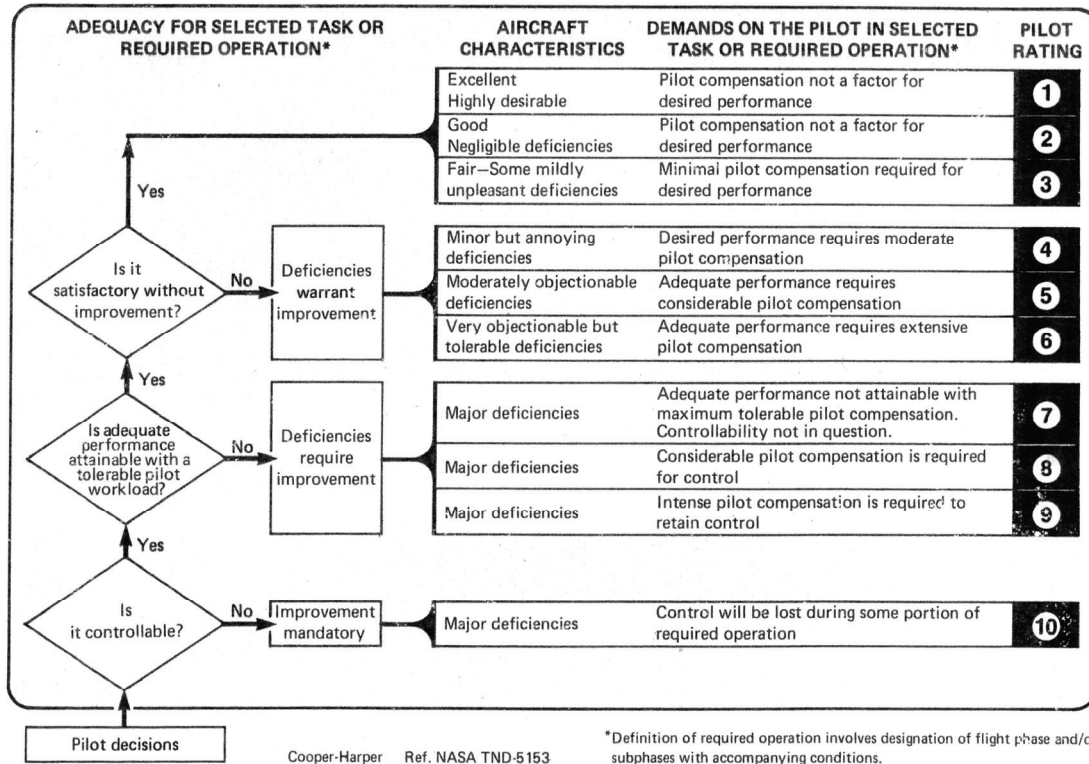 ADEQUACY FOR SELECTED TASK OR
REQUIRED OPERATION*
AIRCRAFT
CHARACTERISTICS
DEMANDS ON THE PILOT IN SELECTED
TASK OR REQUIRED OPERATION*
PILOT
RATING
Excellent
Highly desirable
Pilot compensation not a factor for
desired performance
1
Good
Negligible deficiencies
Pilot compensation not a factor for
desired performance
2
Fair—Some mildly
unpleasant deficiencies
Minimal pilot compensation required for
desired performance
3
Yes
Is it
satisfactory without
improvement?
No
Deficiencies
warrant
improvement
Minor but annoying
deficiencies
Desired performance requires moderate
pilot compensation
4
Moderately objectionable
deficiencies
Adequate performance requires
considerable pilot compensation
5
Very objectionable but
tolerable deficiencies
Adequate performance requires extensive
pilot compensation
6
Yes
Is adequate
performance
attainable with a
tolerable pilot
workload?
No
Deficiencies
require
improvement
Major deficiencies
Adequate performance not attainable with
maximum tolerable pilot compensation.
Controllability not in question.
7
Major deficiencies
Considerable pilot compensation is required
for control
8
Major deficiencies
Intense pilot compensation is required to
retain control
9
Yes
Is
it controllable?
No
Improvement
mandatory
Major deficiencies
Control will be lost during some portion of
required operation
10
Pilot decisions
Cooper-Harper Ref. NASA TND-5153
*Definition of required operation involves designation of flight phase and/o
subphases with accompanying conditions.